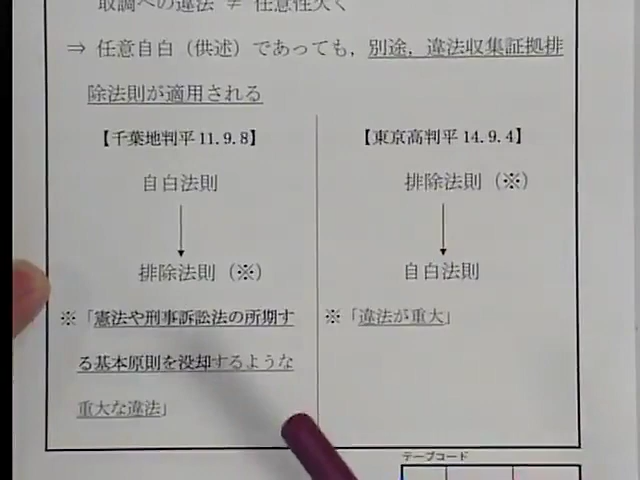 取調べの違法 ≠ 任意性欠く
⇒ 任意自白（供述）であっても，別途，違法収集証拠排
除法則が適用される
【千葉地判平11.9.8】
自白法則
排除法則（※）
※「憲法や刑事訴訟法の所期す
る基本原則を没却するような
重大な違法」
【東京高判平14.9.4】
排除法則（※）
自白法則
※「違法が重大」
テープコード